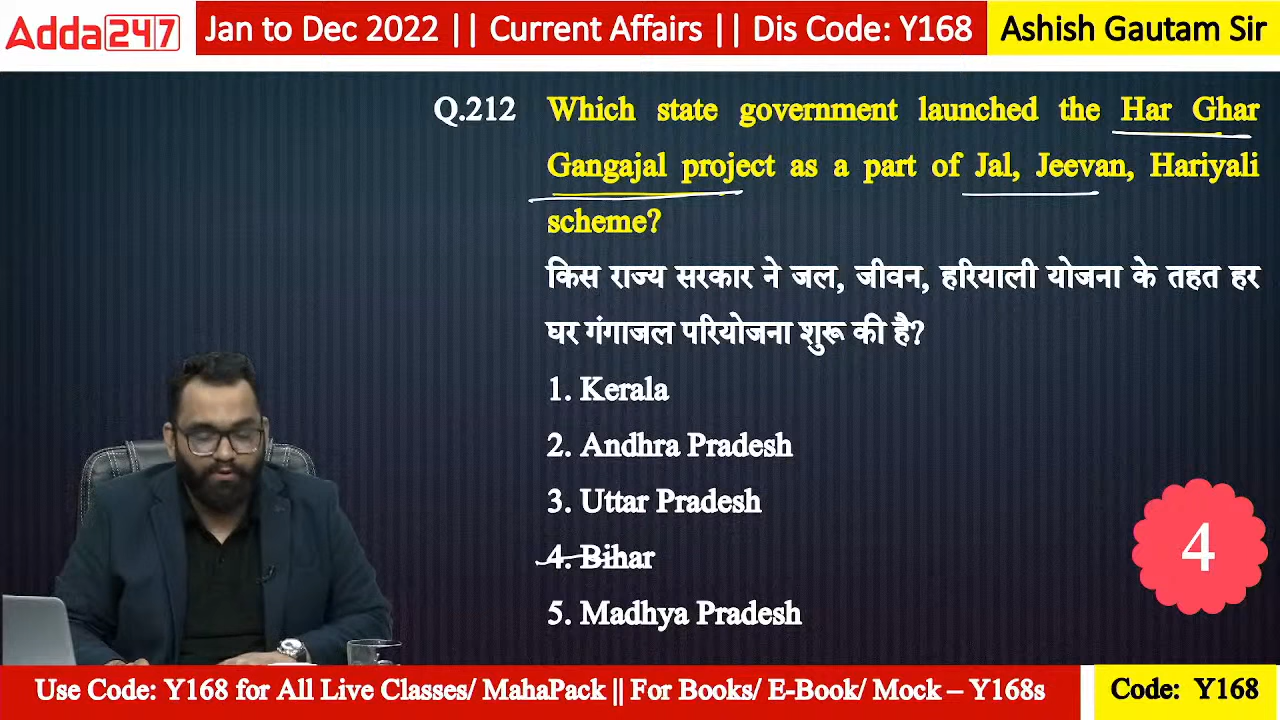 Adda247 Jan to Dec 2022 || Current Affairs || Dis Code: Y168 Ashish Gautam Sir
Q.212 Which state government launched the Har Ghar
Gangajal project as a part of Jal, Jeevan, Hariyali
scheme?
किस राज्य सरकार ने जल, जीवन, हरियाली योजना के तहत हर
घर गंगाजल परियोजना शुरू की है?
1. Kerala
2. Andhra Pradesh
3. Uttar Pradesh
4. Bihar
5. Madhya Pradesh
4
Use Code: Y168 for All Live Classes/ MahaPack || For Books/ E-Book/ Mock – Y168s Code: Y168